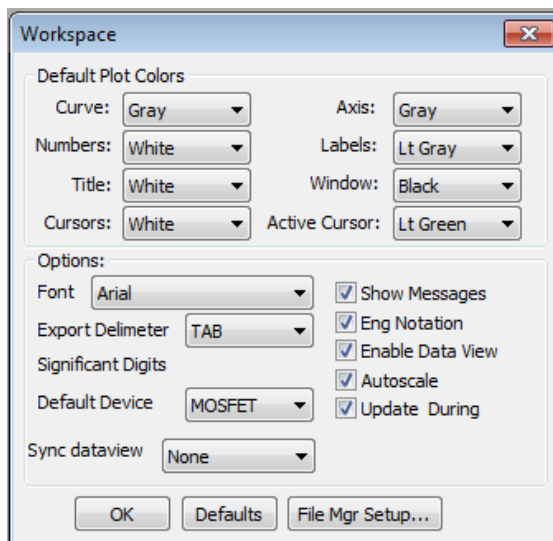 Workspace
Default Plot Colors
Curve: Gray Axis: Gray
Numbers: White Labels: Lt Gray
Title: White Window: Black
Cursors: White Active Cursor: Lt Green
Options:
Font Arial Show Messages
Export Delimeter TAB Eng Notation
Enable Data View
Significant Digits
Autoscale
Default Device MOSFET Update During
Sync dataview None
OK Defaults File Mgr Setup...